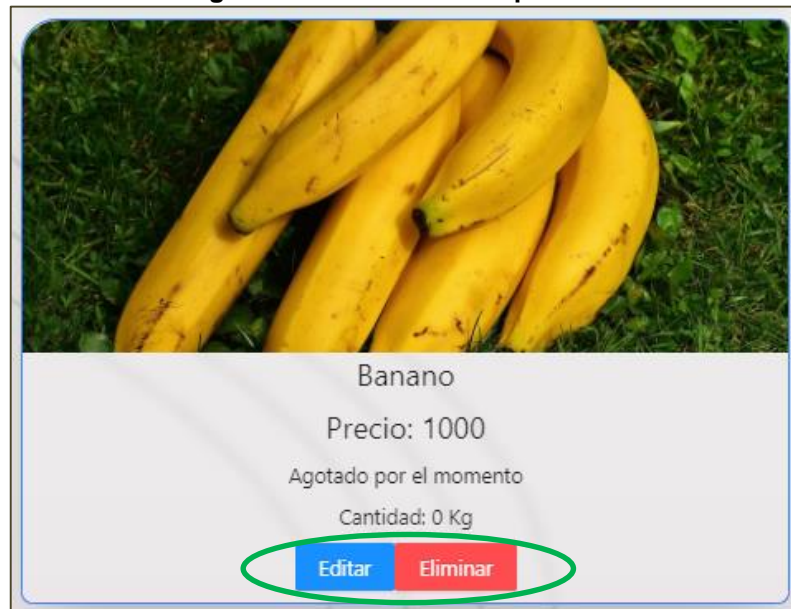 Banano
Precio: 1000
Agotado por el momento
Cantidad: 0 Kg
Editar Eliminar